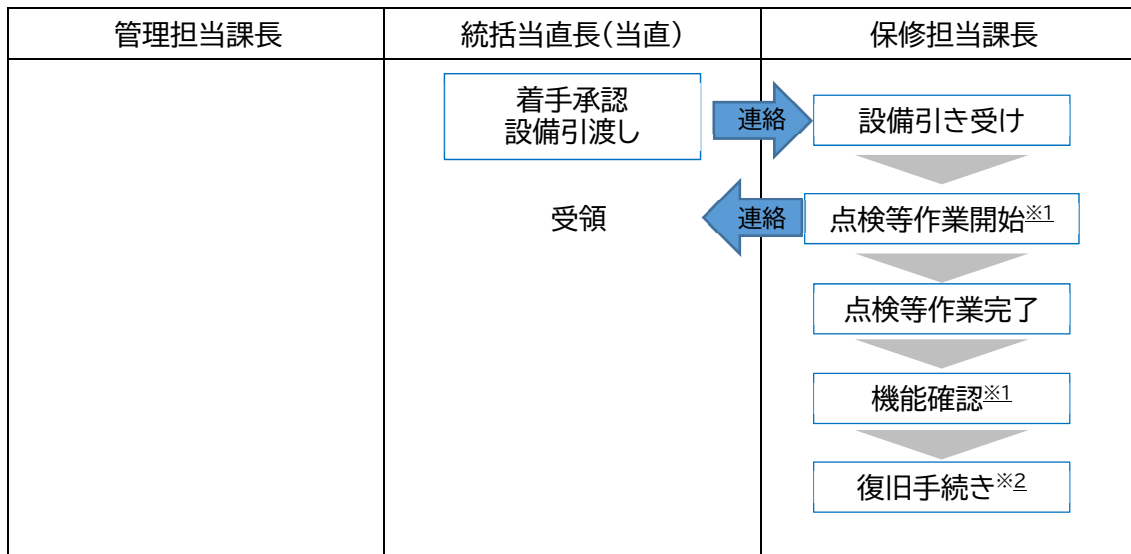 管理担当課長
統括当直長(当直)
保修担当課長
着手承認
設備引渡し
連絡
設備引き受け
受領
連絡
点検等作業開始※1
点検等作業完了
機能確認※1
復旧手続き※2